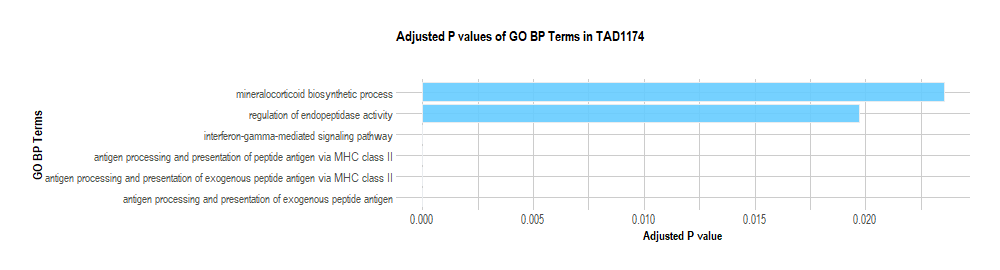 Adjusted P values of GO BP Terms in TAD1174
GO BP Terms
mineralocorticoid biosynthetic process
regulation of endopeptidase activity
interferon-gamma-mediated signaling pathway
antigen processing and presentation of peptide antigen via MHC class II
antigen processing and presentation of exogenous peptide antigen via MHC class II
antigen processing and presentation of exogenous peptide antigen
0.000 0.005 0.010 0.015 0.020
Adjusted P value